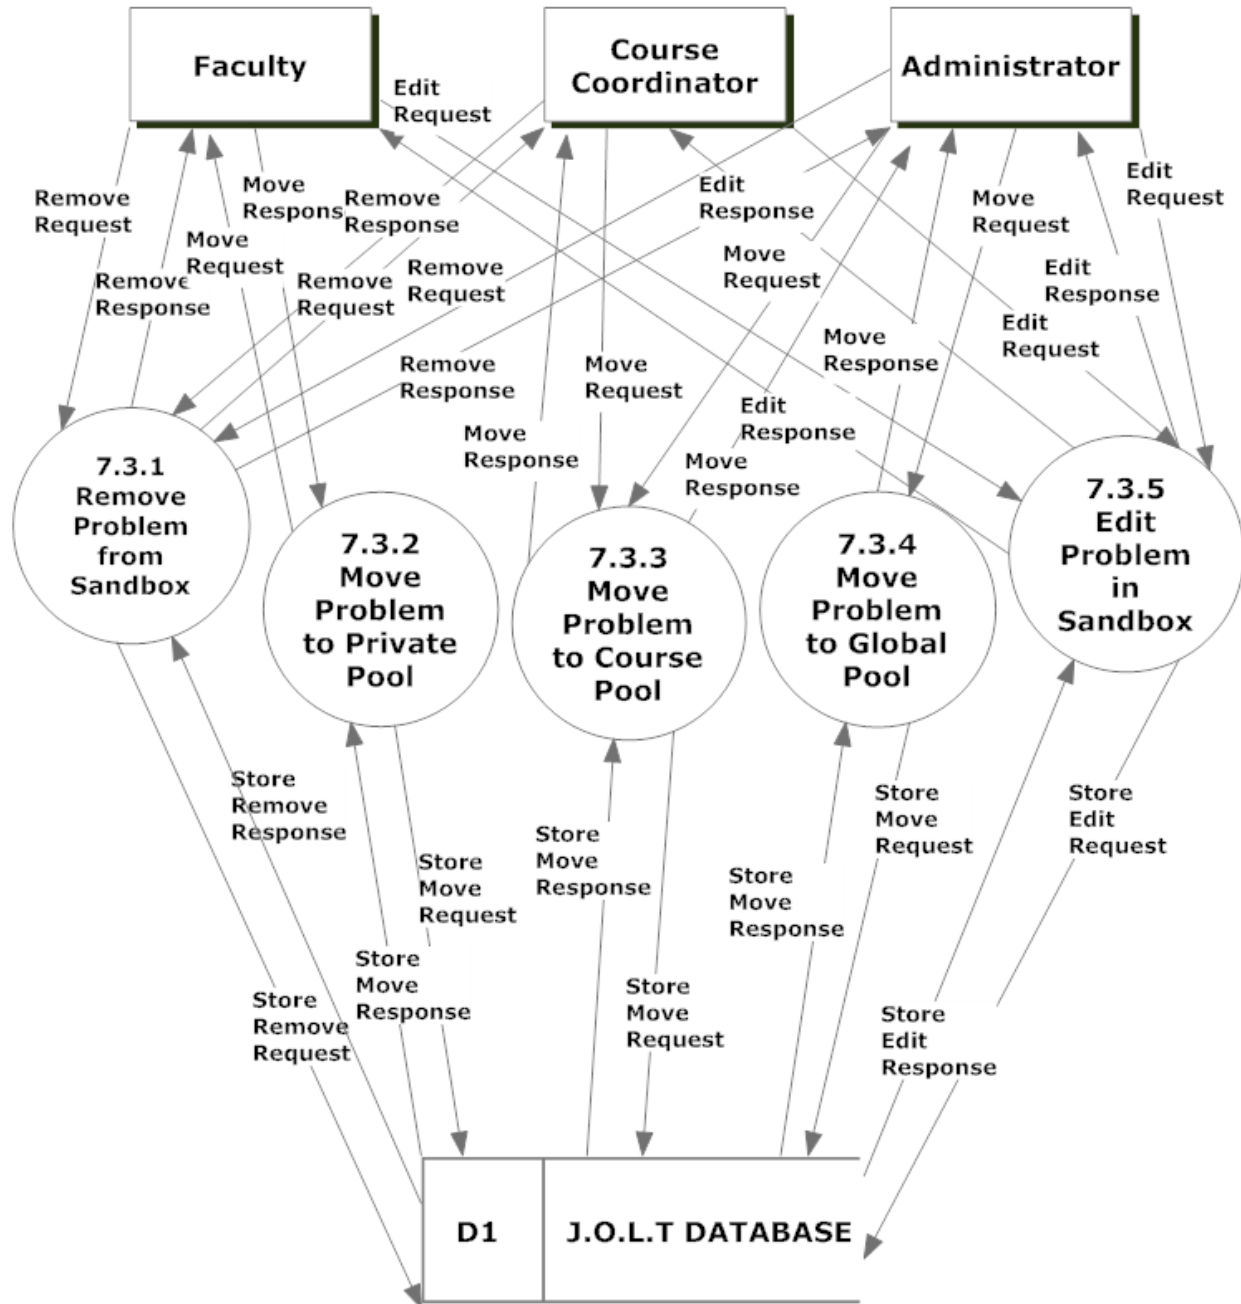 Faculty
Course
Coordinator
Administrator
Edit
Request
Remove
Request
Move
Respons
Move
Request
Remove
Response
Remove
Response
Remove
Request
Remove
Request
Edit
Response
Move
Request
Move
Request
Edit
Request
Edit
Response
Edit
Request
Remove
Response
Move
Request
Move
Response
Edit
Response
Move
Response
Move
Response
7.3.1
Remove
Problem
from
Sandbox
7.3.2
Move
Problem
to Private
Pool
7.3.3
Move
Problem
to Course
Pool
7.3.4
Move
Problem
to Global
Pool
7.3.5
Edit
Problem
in
Sandbox
Store
Remove
Response
Store
Move
Request
Store
Move
Response
Store
Move
Request
Store
Edit
Request
Store
Move
Response
Store
Move
Response
Store
Remove
Request
Store
Move
Request
Store
Edit
Response
D1
J.O.L.T DATABASE